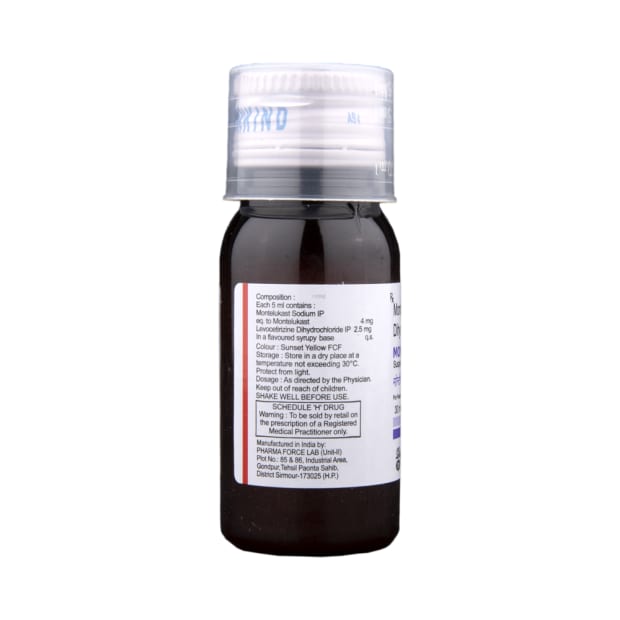 KIND
AB4
Composition :
Each 5 ml contains :
Montelukast Sodium IP
eq. to Montelukast 4 mg
Levocetirizine Dihydrochloride IP 2.5 mg
In a flavoured syrupy base q.s.
Colour : Sunset Yellow FCF
Storage : Store in a dry place at a
temperature not exceeding 30°C.
Protect from light.
Dosage : As directed by the Physician.
Keep out of reach of children.
SHAKE WELL BEFORE USE.
SCHEDULE 'H' DRUG
Warning : To be sold by retail on
the prescription of a Registered
Medical Practitioner only.
Manufactured in India by:
PHARMA FORCE LAB (Unit-II)
Plot No.: 85 & 86, Industrial Area,
Gondpur, Tehsil Paonta Sahib,
District Sirmour-173025 (H.P.)
Rx